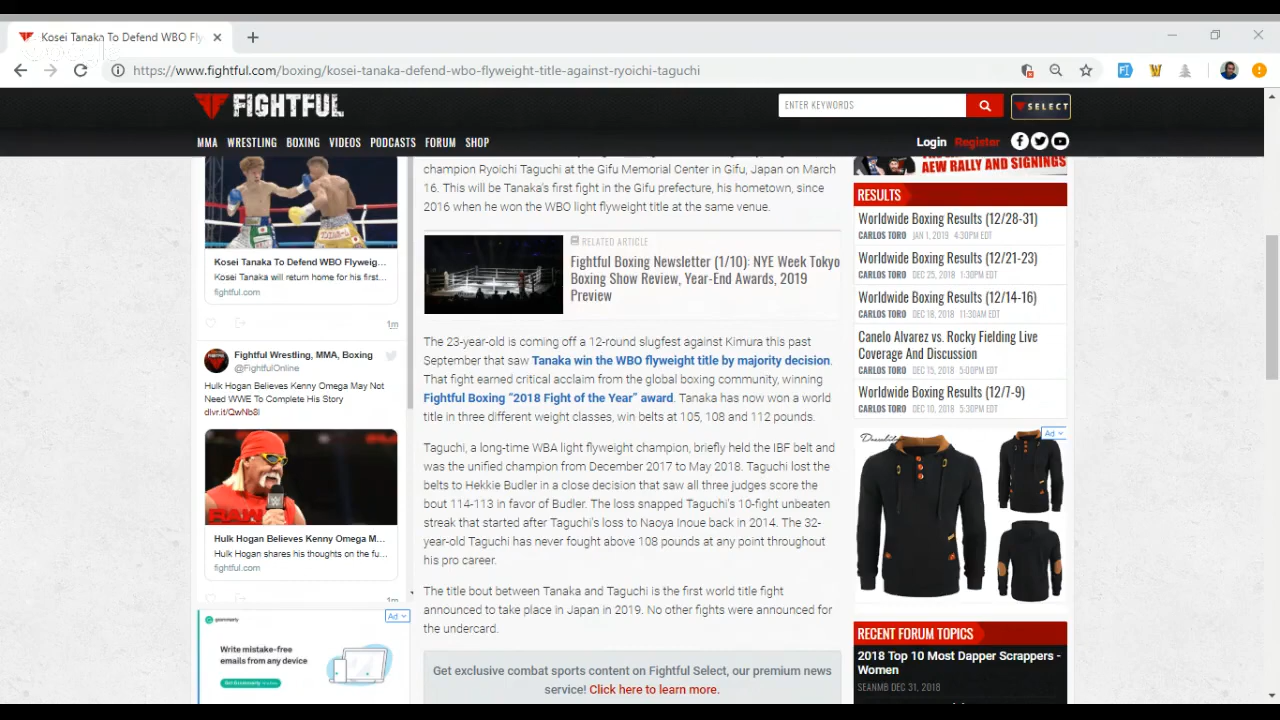 Kosei Tanaka To Defend WBO Fly
https://www.fightful.com/boxing/kosei-tanaka-defend-wbo-flyweight-title-against-ryoichi-taguchi
FIGHTFUL
ENTER KEYWORDS
SELECT
MMA WRESTLING BOXING VIDEOS PODCASTS FORUM SHOP
Login Register
Kosei Tanaka To Defend WBO Flyweig...
Kosei Tanaka will return home for his first...
fightful.com
1m
Fightful Wrestling, MMA, Boxing
@FightfulOnline
Hulk Hogan Believes Kenny Omega May Not
Need WWE To Complete His Story
dlvr.it/QwNb8l
RAW
Hulk Hogan Believes Kenny Omega M...
Hulk Hogan shares his thoughts on the fu...
fightful.com
1m
Ad
grammarly
Write mistake-free
emails from any device
champion Ryoichi Taguchi at the Gifu Memorial Center in Gifu, Japan on March
16. This will be Tanaka's first fight in the Gifu prefecture, his hometown, since
2016 when he won the WBO light flyweight title at the same venue.
RELATED ARTICLE
Fightful Boxing Newsletter (1/10): NYE Week Tokyo
Boxing Show Review, Year-End Awards, 2019
Preview
The 23-year-old is coming off a 12-round slugfest against Kimura this past
September that saw Tanaka win the WBO flyweight title by majority decision.
That fight earned critical acclaim from the global boxing community, winning
Fightful Boxing “2018 Fight of the Year” award. Tanaka has now won a world
title in three different weight classes, win belts at 105, 108 and 112 pounds.
Taguchi, a long-time WBA light flyweight champion, briefly held the IBF belt and
was the unified champion from December 2017 to May 2018. Taguchi lost the
belts to Hekkie Budler in a close decision that saw all three judges score the
bout 114-113 in favor of Budler. The loss snapped Taguchi's 10-fight unbeaten
streak that started after Taguchi's loss to Naoya Inoue back in 2014. The 32-
year-old Taguchi has never fought above 108 pounds at any point throughout
his pro career.
The title bout between Tanaka and Taguchi is the first world title fight
announced to take place in Japan in 2019. No other fights were announced for
the undercard.
Get exclusive combat sports content on Fightful Select, our premium news
service! Click here to learn more.
AEW RALLY AND SIGNINGS
RESULTS
Worldwide Boxing Results (12/28-31)
CARLOS TORO JAN 1, 2019 4:30PM EDT
Worldwide Boxing Results (12/21-23)
CARLOS TORO DEC 25, 2018 1:30PM EDT
Worldwide Boxing Results (12/14-16)
CARLOS TORO DEC 18, 2018 11:30AM EDT
Canelo Alvarez vs. Rocky Fielding Live
Coverage And Discussion
CARLOS TORO DEC 15, 2018 5:00PM EDT
Worldwide Boxing Results (12/7-9)
CARLOS TORO DEC 10, 2018 5:30PM EDT
Ad
RECENT FORUM TOPICS
2018 Top 10 Most Dapper Scrappers -
Women
SEANMB DEC 31, 2018